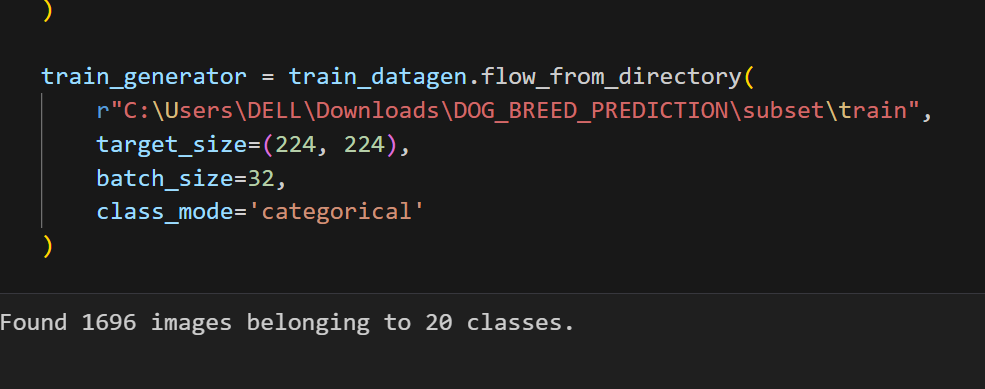 )
train_generator = train_datagen.flow_from_directory(
    r"C:\Users\DELL\Downloads\DOG_BREED_PREDICTION\subset\train",
    target_size=(224, 224),
    batch_size=32,
    class_mode='categorical'
)
Found 1696 images belonging to 20 classes.